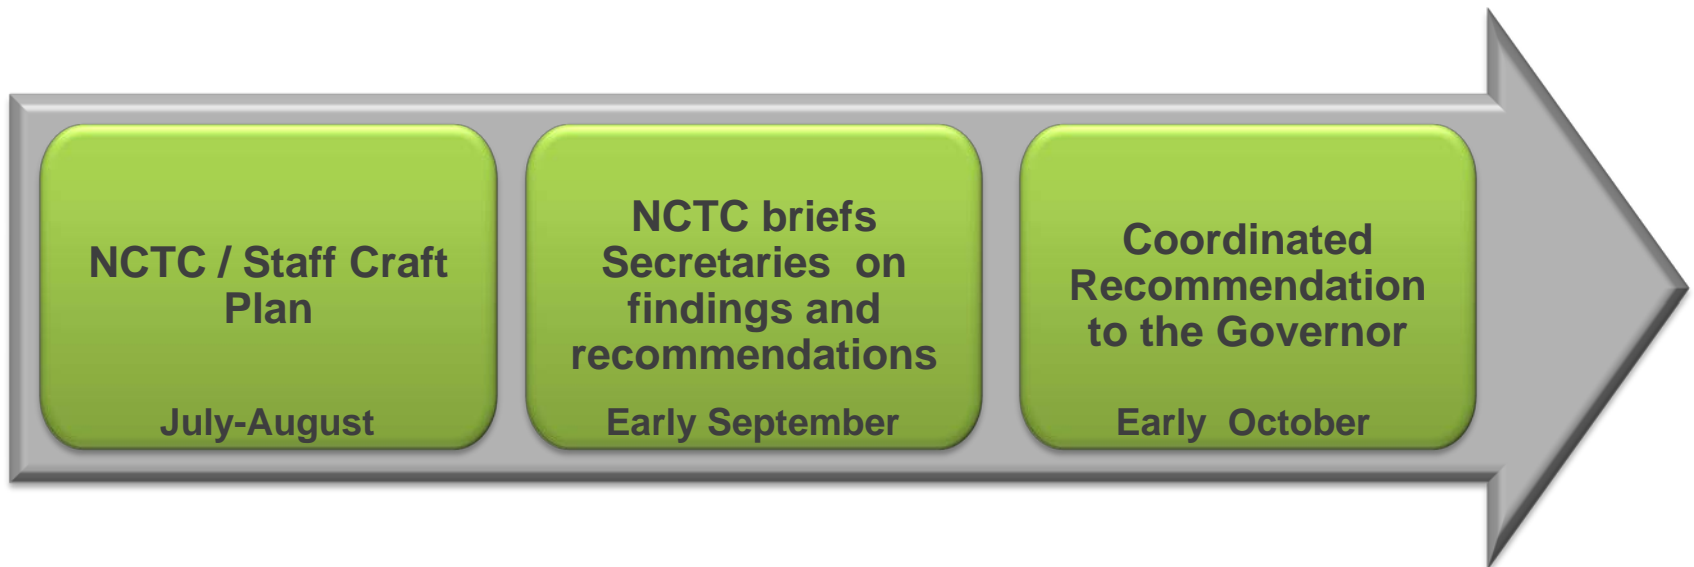 NCTC / Staff Craft
Plan
July-August
NCTC briefs
Secretaries  on
findings and
recommendations
Early September
Coordinated
Recommendation
to the Governor
Early  October